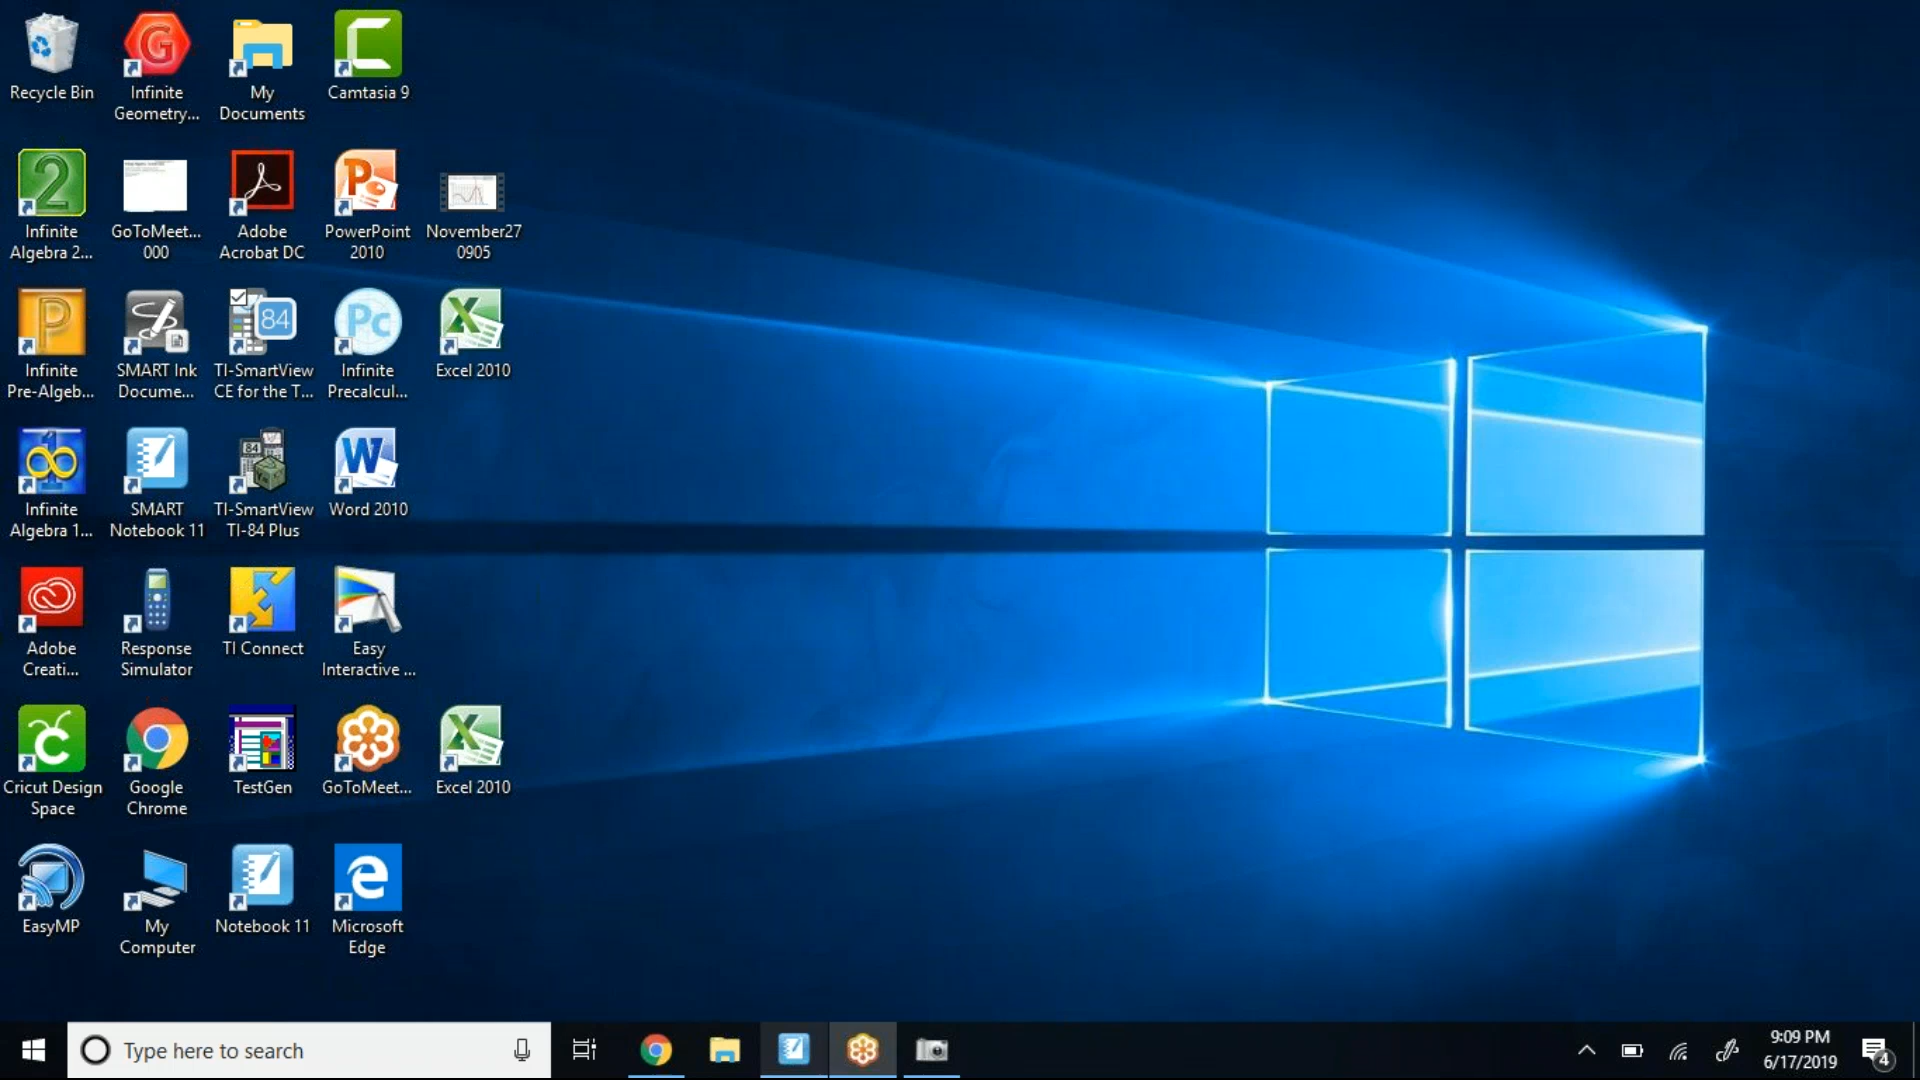 Recycle Bin
Infinite
Geometry...
My
Documents
Camtasia 9
Infinite
Algebra 2...
GoToMeet...
000
Adobe
Acrobat DC
PowerPoint
2010
November27
0905
Infinite
Pre-Algeb...
SMART Ink
Docume...
TI-SmartView
CE for the T...
Infinite
Precalcul...
Excel 2010
Infinite
Algebra 1...
SMART
Notebook 11
TI-SmartView
TI-84 Plus
Word 2010
Adobe
Creati...
Response
Simulator
TI Connect
Easy
Interactive ...
Cricut Design
Space
Google
Chrome
TestGen
GoToMeet...
Excel 2010
EasyMP
My
Computer
Notebook 11
Microsoft
Edge
Type here to search
9:09 PM
6/17/2019
4